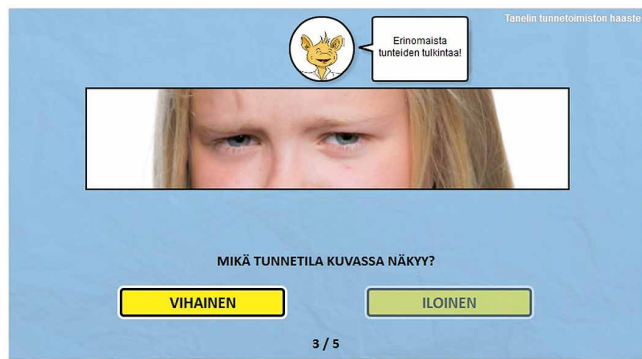 Tanelin tunnetoimiston haaste
Erinomaista
tunteiden tulkintaa!
MIKÄ TUNNETILA KUVASSA NÄKYY?
VIHAINEN
ILOINEN
3 / 5